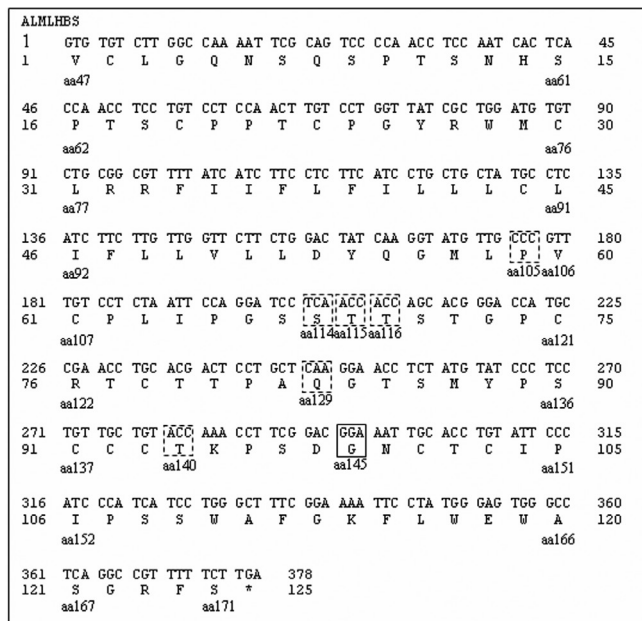 ALMLHBS
1 GTG TGT CTT GGC CAA AAT TCG CAG TCC CCA ACC TCC AAT CAC TCA 45
1 V C L G Q N S Q S P T S N H S 15
aa47 aa61
46 CCA ACC TCC TGT CCT CCA ACT TGT CCT GGT TAT CGC TGG ATG TGT 90
16 P T S C P P T C P G Y R W M C 30
aa62 aa76
91 CTG CGG CGT TTT ATC ATC TTC CTC TTC ATC CTG CTG CTA TGC CTC 135
31 L R R F I I F L F I L L L C L 45
aa77 aa91
136 ATC TTC TTG TTG GTT CTT CTG GAC TAT CAA GGT ATG TTG CCC GTT 180
46 I F L L V L L D Y Q G M L P V 60
aa92 aa105 aa106
181 TGT CCT CTA ATT CCA GGA TCC TCA ACC ACC AGC ACG GGA CCA TGC 225
61 C P L I P G S S T T S T G P C 75
aa107 aa114 aa115 aa116 aa121
226 CGA ACC TGC ACG ACT CCT GCT CAA GGA ACC TCT ATG TAT CCC TCC 270
76 R T C T T P A Q G T S M Y P S 90
aa122 aa129 aa136
271 TGT TGC TGT ACC AAA CCT TCG GAC GGA AAT TGC ACC TGT ATT CCC 315
91 C C C T K P S D G N C T C I P 105
aa137 aa140 aa145 aa151
316 ATC CCA TCA TCC TGG GCT TTC GGA AAA TTC CTA TGG GAG TGG GCC 360
106 I P S S W A F G K F L W E W A 120
aa152 aa166
361 TCA GGC CGT TTT TCT TGA 378
121 S G R F S * 125
aa167 aa171